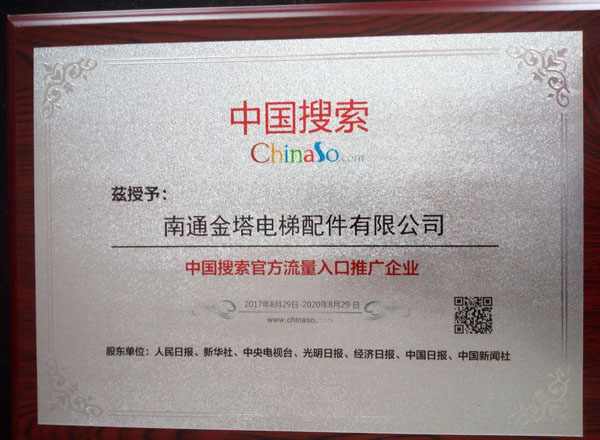 中国搜索
ChinaSo.com
兹授予：
南通金塔电梯配件有限公司
中国搜索官方流量入口推广企业
2017年8月29日-2020年8月29 日
www.chinaso.
股东单位：人民日报、新华社、中央电视台、光明日报、经济日报、中国日报、中国新闻社